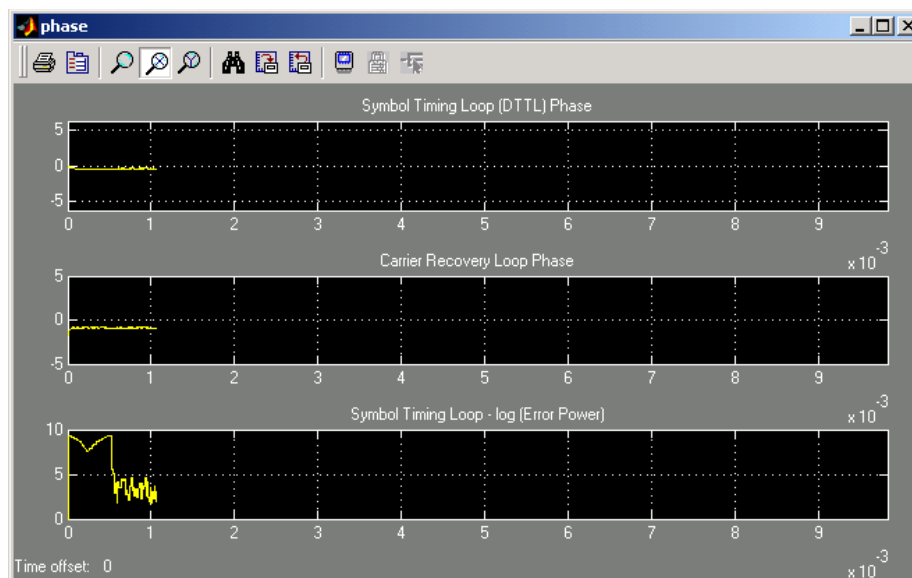 phase
Symbol Timing Loop (DTTL) Phase
5
0
-5
0 1 2 3 4 5 6 7 8 9
x 10^-3
Carrier Recovery Loop Phase
5
0
-5
0 1 2 3 4 5 6 7 8 9
x 10^-3
Symbol Timing Loop - log (Error Power)
10
5
0
0 1 2 3 4 5 6 7 8 9
x 10^-3
Time offset: 0